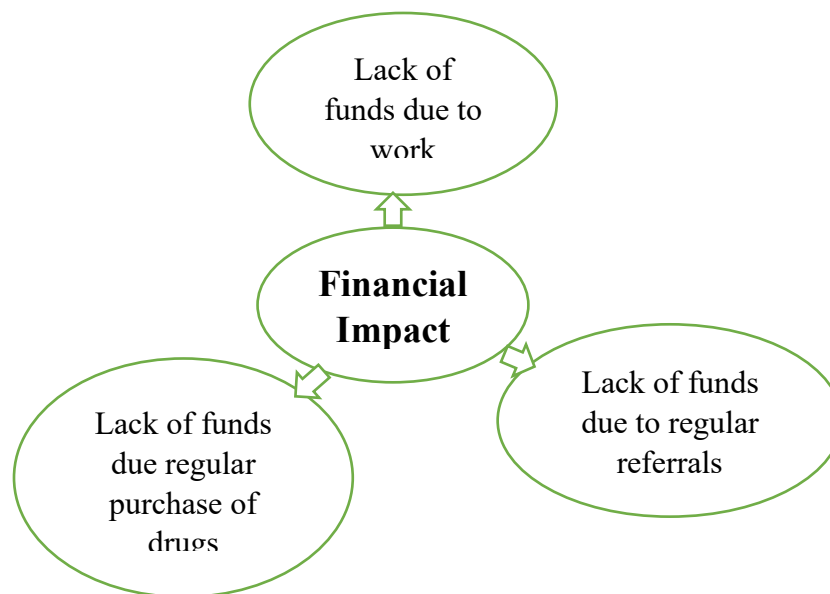 Lack of
funds due to
work
Financial
Impact
Lack of funds
due to regular
referrals
Lack of funds
due regular
purchase of
drugs